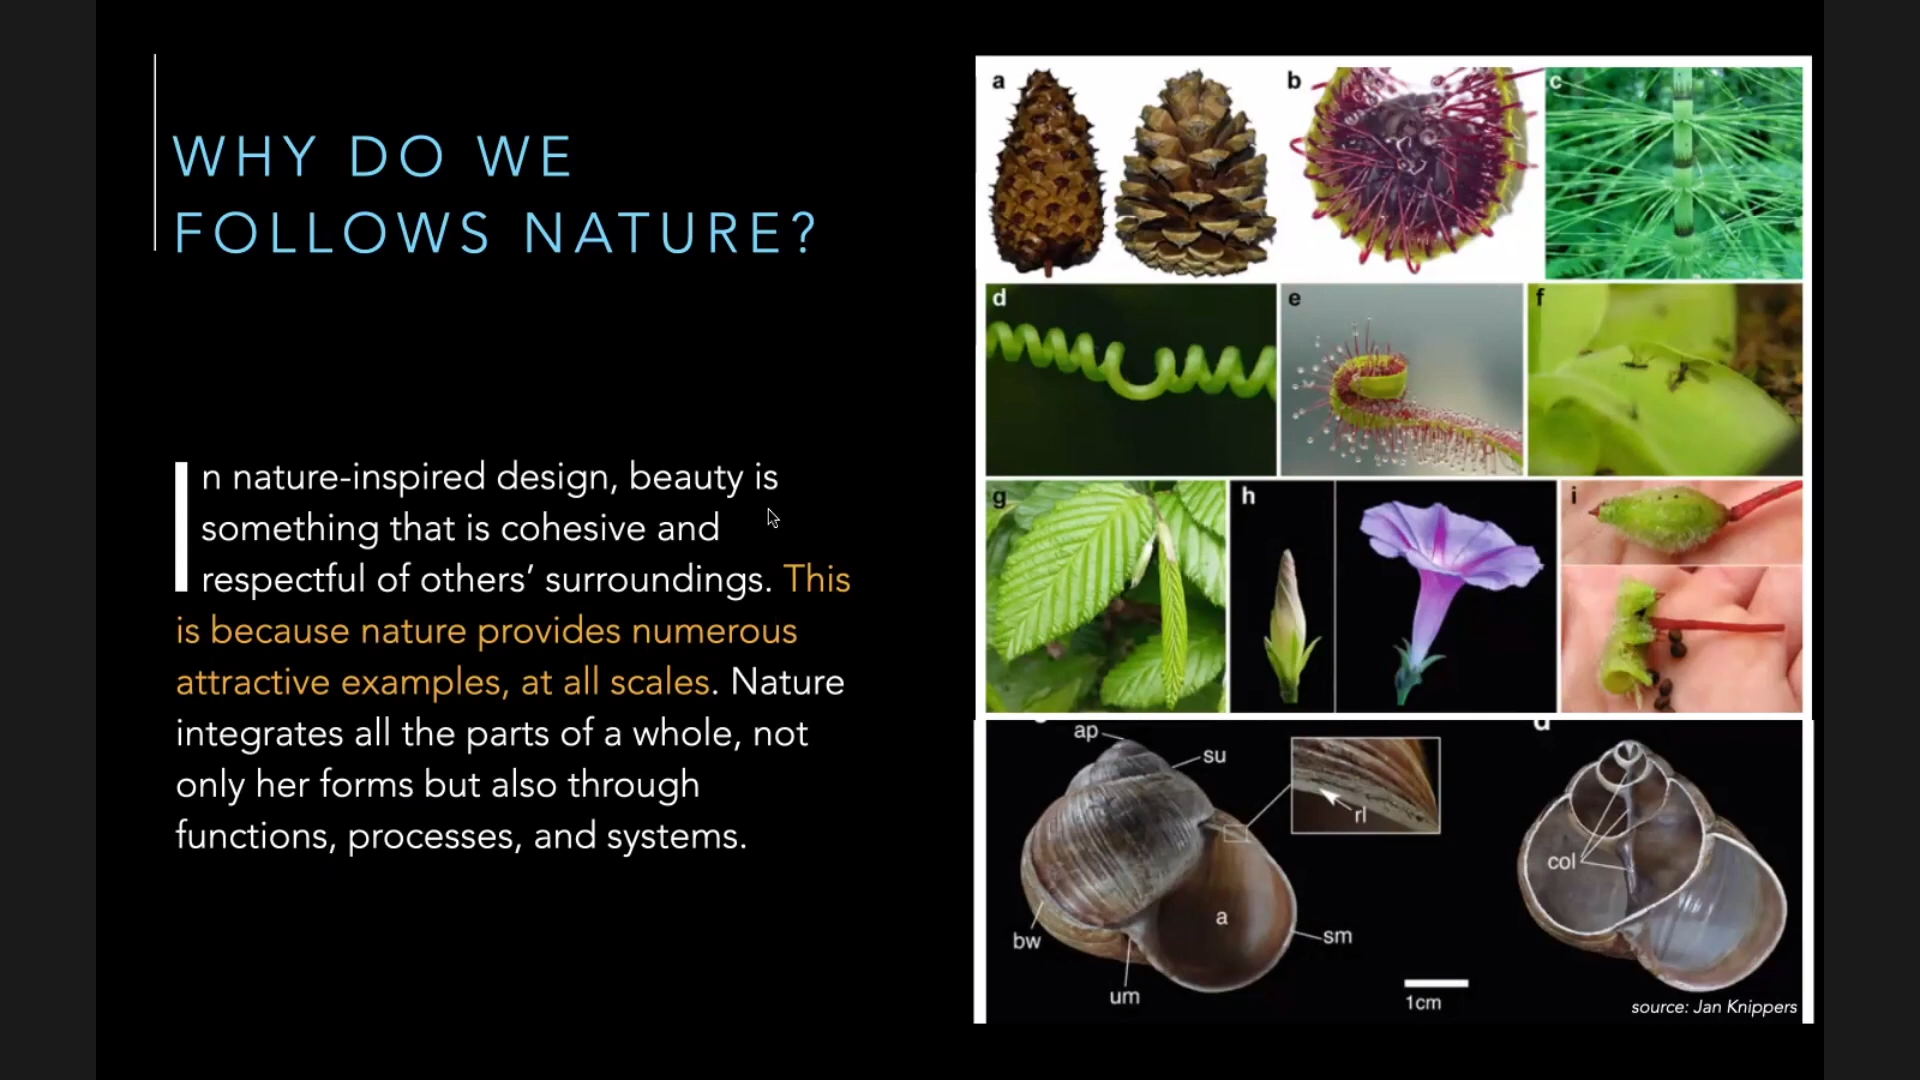 WHY DO WE
FOLLOWS NATURE?
In nature-inspired design, beauty is
something that is cohesive and
respectful of others' surroundings. This
is because nature provides numerous
attractive examples, at all scales. Nature
integrates all the parts of a whole, not
only her forms but also through
functions, processes, and systems.
a
b
c
d
e
f
g
h
i
ap
su
rl
a
bw
sm
um
1cm
d
col
source: Jan Knippers